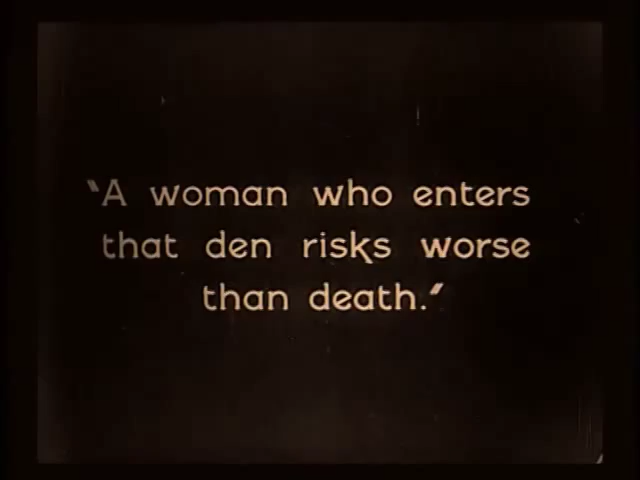 "A woman who enters
that den risks worse
than death."